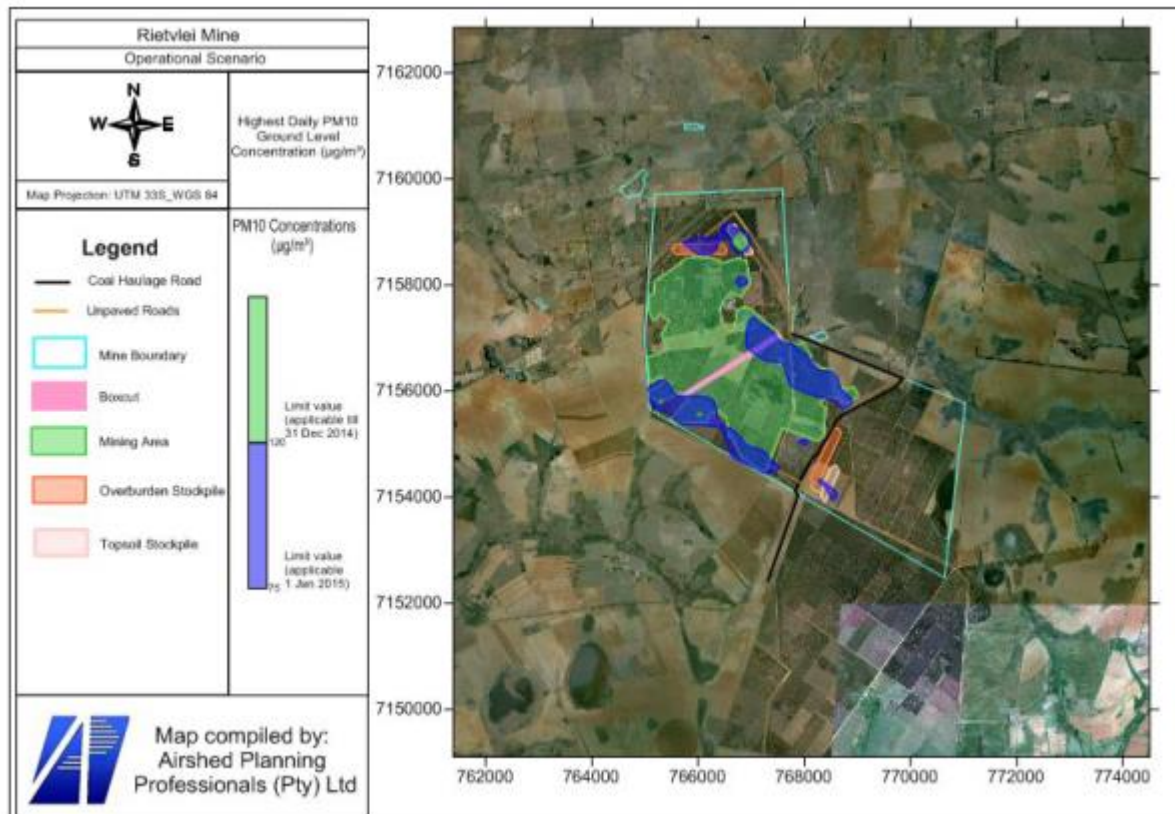 Rietvlei Mine
Operational Scenario
N
W E
S
Highest Daily PM10
Ground Level
Concentration (µg/m³)
Map Projection: UTM 33S_WGS 84
Legend
Coal Haulage Road
Unpaved Roads
Mine Boundary
Boxcut
Mining Area
Overburden Stockpile
Topsoil Stockpile
PM10 Concentrations
(µg/m³)
Limit value
(applicable till
31 Dec 2014)
120
Limit value
(applicable
1 Jan 2015)
75
Map compiled by:
Airshed Planning
Professionals (Pty) Ltd
7162000
7160000
7158000
7156000
7154000
7152000
7150000
762000 764000 766000 768000 770000 772000 774000